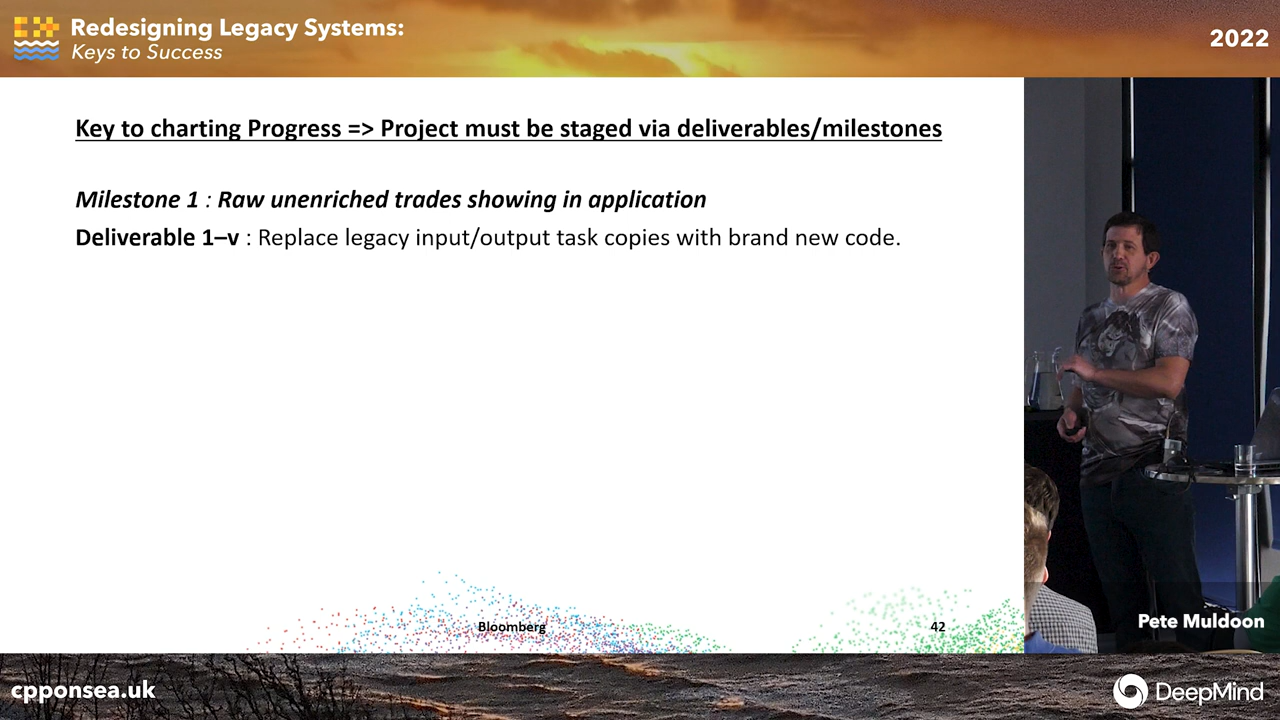 Redesigning Legacy Systems:
Keys to Success
2022
Key to charting Progress => Project must be staged via deliverables/milestones
Milestone 1 : Raw unenriched trades showing in application
Deliverable 1–v : Replace legacy input/output task copies with brand new code.
Bloomberg
42
Pete Muldoon
cpponsea.uk
DeepMind